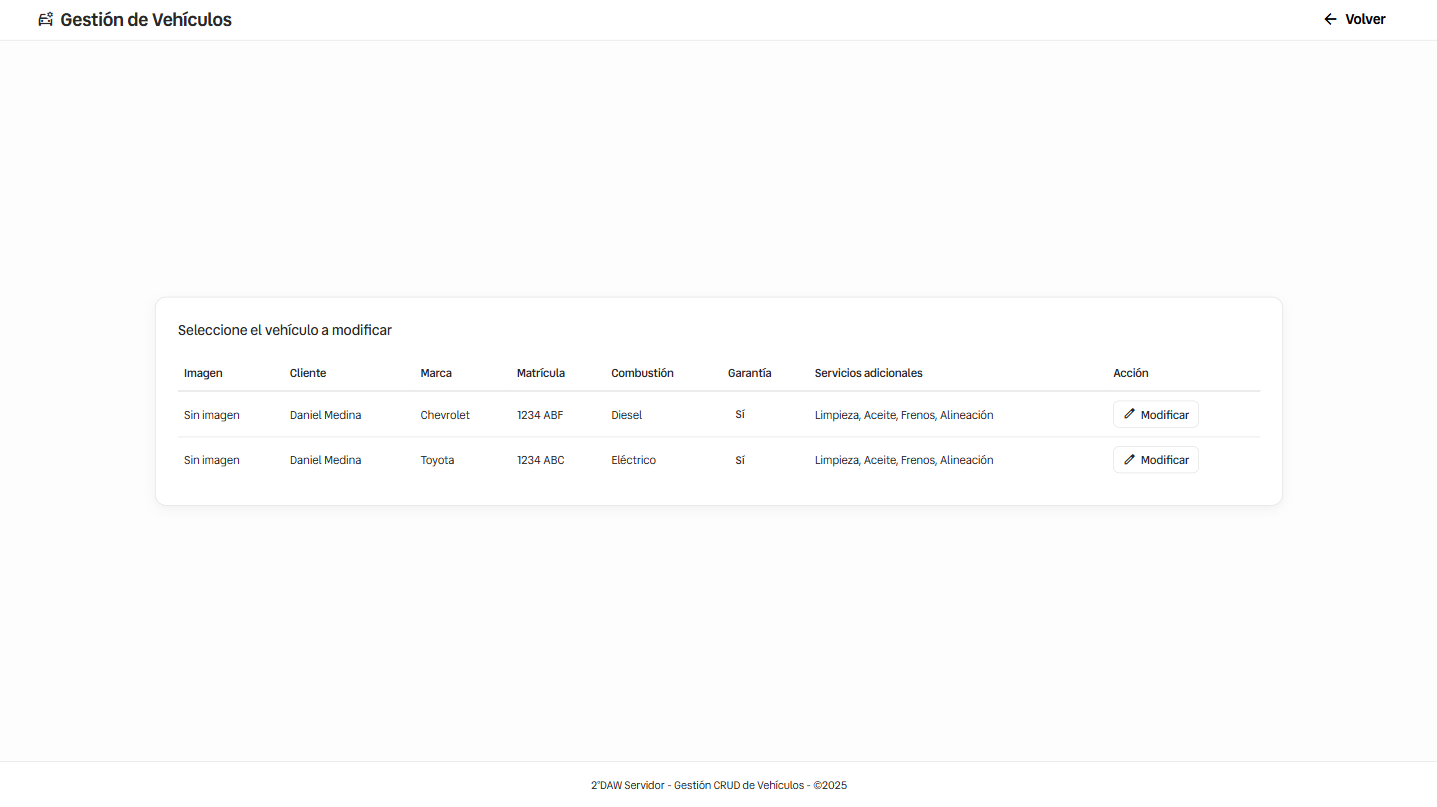 Gestión de Vehículos Volver
Seleccione el vehículo a modificar
Imagen Cliente Marca Matrícula Combustión Garantía Servicios adicionales Acción
Sin imagen Daniel Medina Chevrolet 1234 ABF Diesel Sí Limpieza, Aceite, Frenos, Alineación Modificar
Sin imagen Daniel Medina Toyota 1234 ABC Eléctrico Sí Limpieza, Aceite, Frenos, Alineación Modificar
2°DAW Servidor - Gestión CRUD de Vehículos - ©2025